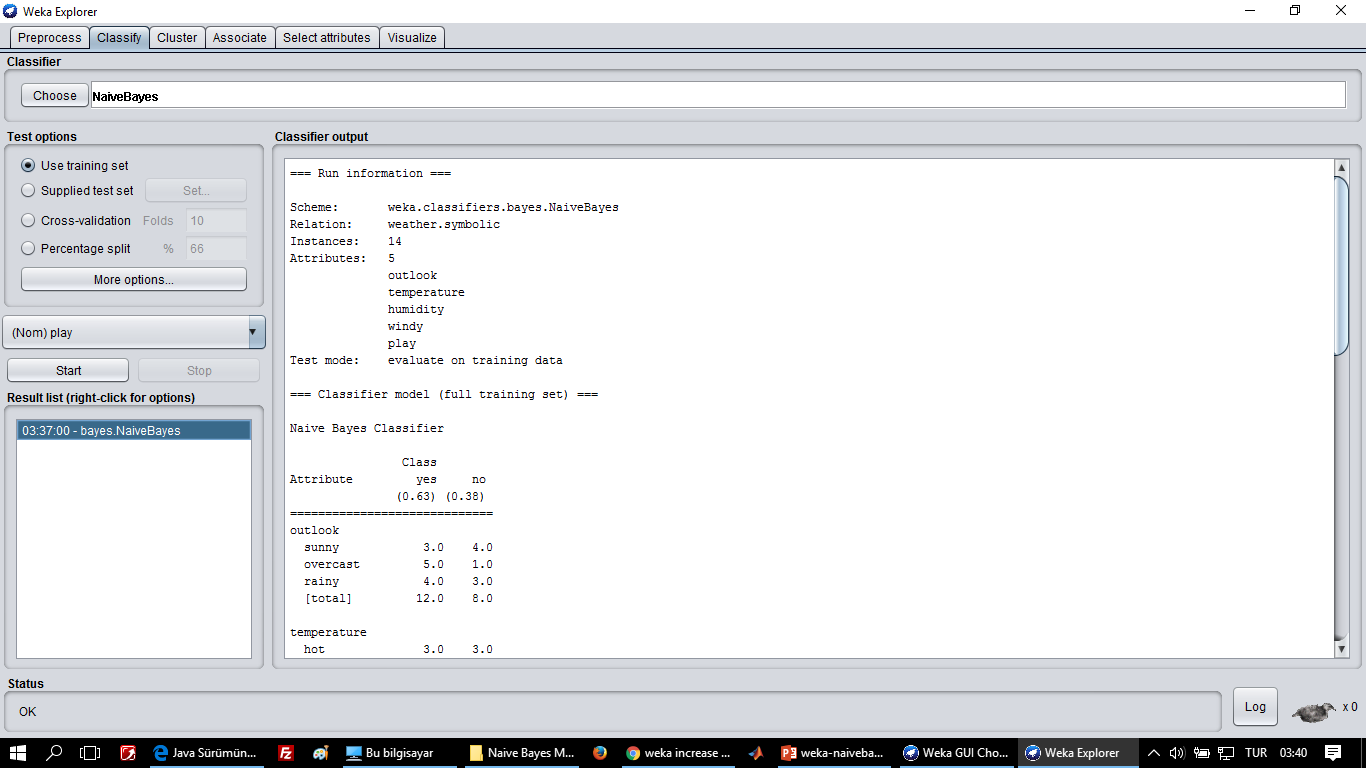 Weka Explorer
Preprocess Classify Cluster Associate Select attributes Visualize
Classifier
Choose NaiveBayes
Test options
Use training set
Supplied test set Set...
Cross-validation Folds 10
Percentage split % 66
More options...
(Nom) play
Start Stop
Result list (right-click for options)
03:37:00 - bayes.NaiveBayes
Classifier output
=== Run information ===
Scheme: weka.classifiers.bayes.NaiveBayes
Relation: weather.symbolic
Instances: 14
Attributes: 5
outlook
temperature
humidity
windy
play
Test mode: evaluate on training data
=== Classifier model (full training set) ===
Naive Bayes Classifier
Class
Attribute yes no
(0.63) (0.38)
=============================
outlook
sunny 3.0 4.0
overcast 5.0 1.0
rainy 4.0 3.0
[total] 12.0 8.0
temperature
hot 3.0 3.0
Status
OK
Log x 0
Java Sürümün... Bu bilgisayar Naive Bayes M... weka increase ... weka-naiveba... Weka GUI Cho... Weka Explorer TUR 03:40